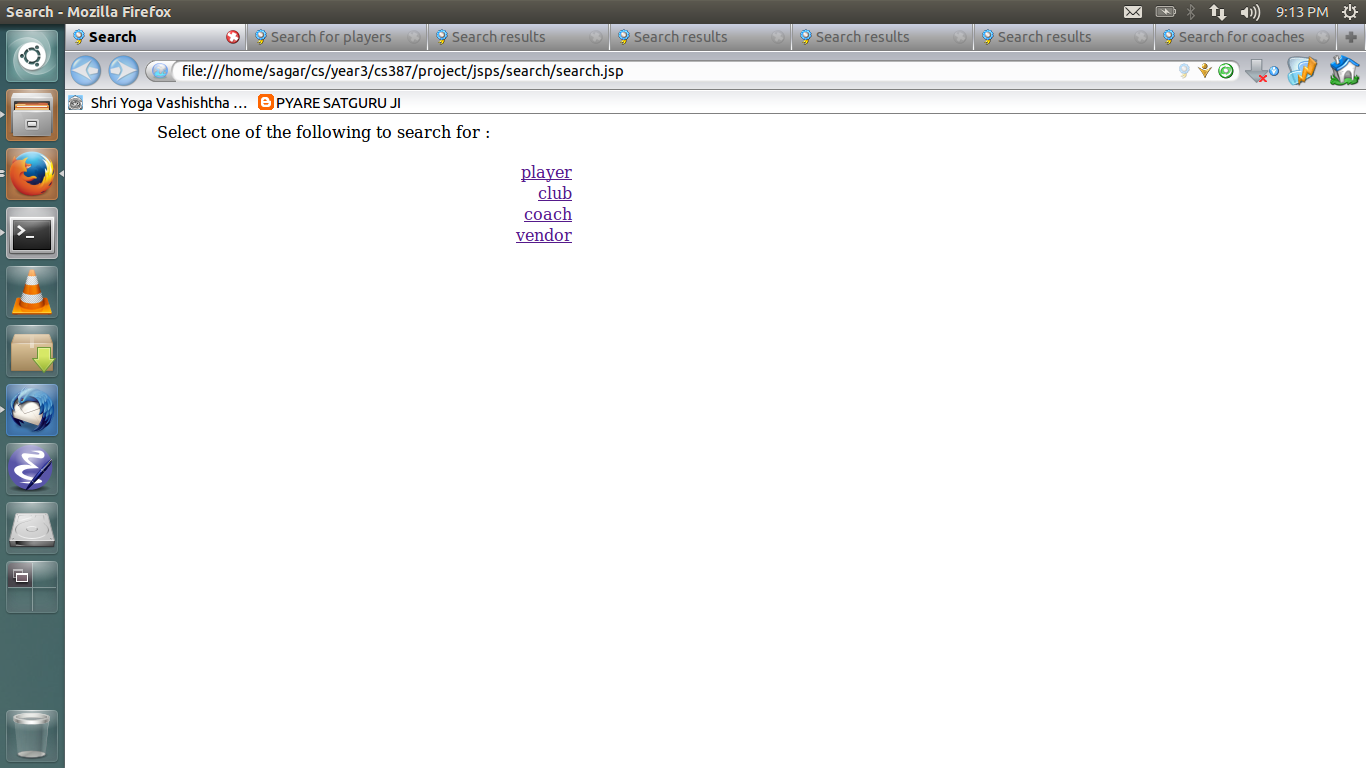 Search - Mozilla Firefox
9:13 PM
Search
Search for players
Search results
Search results
Search results
Search results
Search for coaches
file:///home/sagar/cs/year3/cs387/project/jsps/search/search.jsp
Shri Yoga Vashishtha ...
PYARE SATGURU JI
Select one of the following to search for :
player
club
coach
vendor